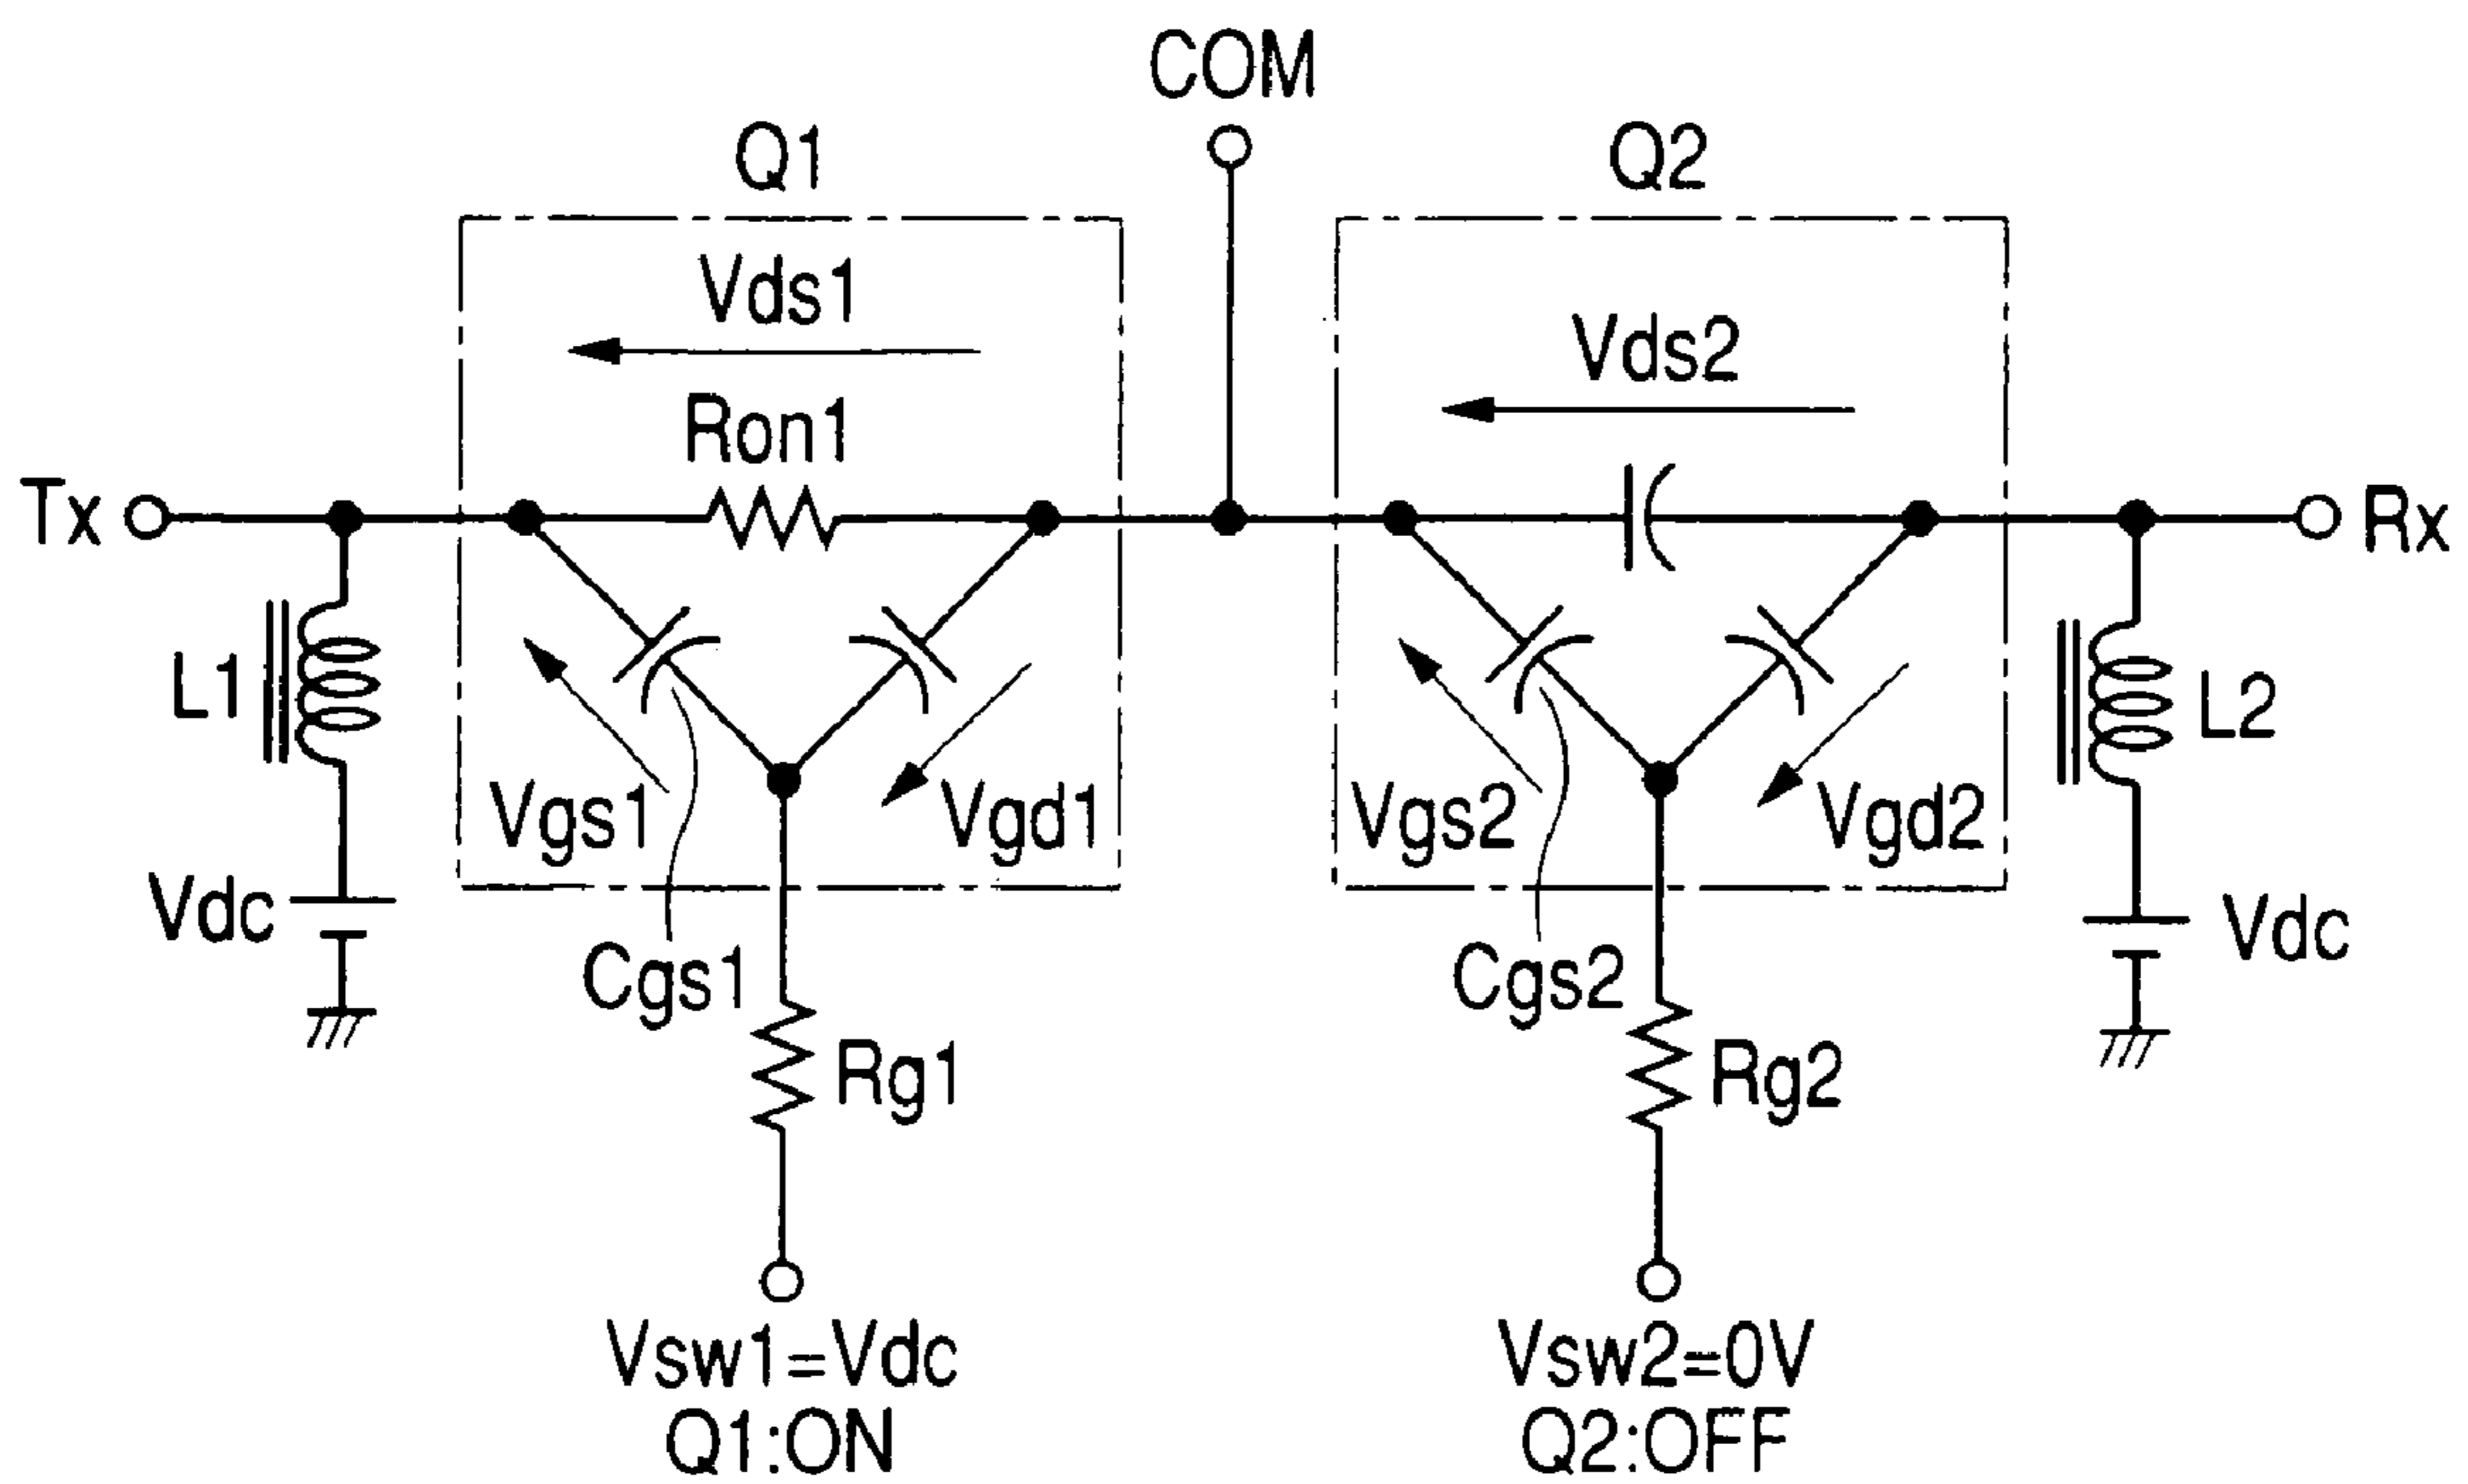 COM
Q1
Q2
Vds1
Vds2
Ron1
Tx
Rx
L1
L2
Vgs1
Vgd1
Vgs2
Vgd2
Vdc
Vdc
Cgs1
Cgs2
Rg1
Rg2
Vsw1=Vdc
Vsw2=0V
Q1:ON
Q2:OFF